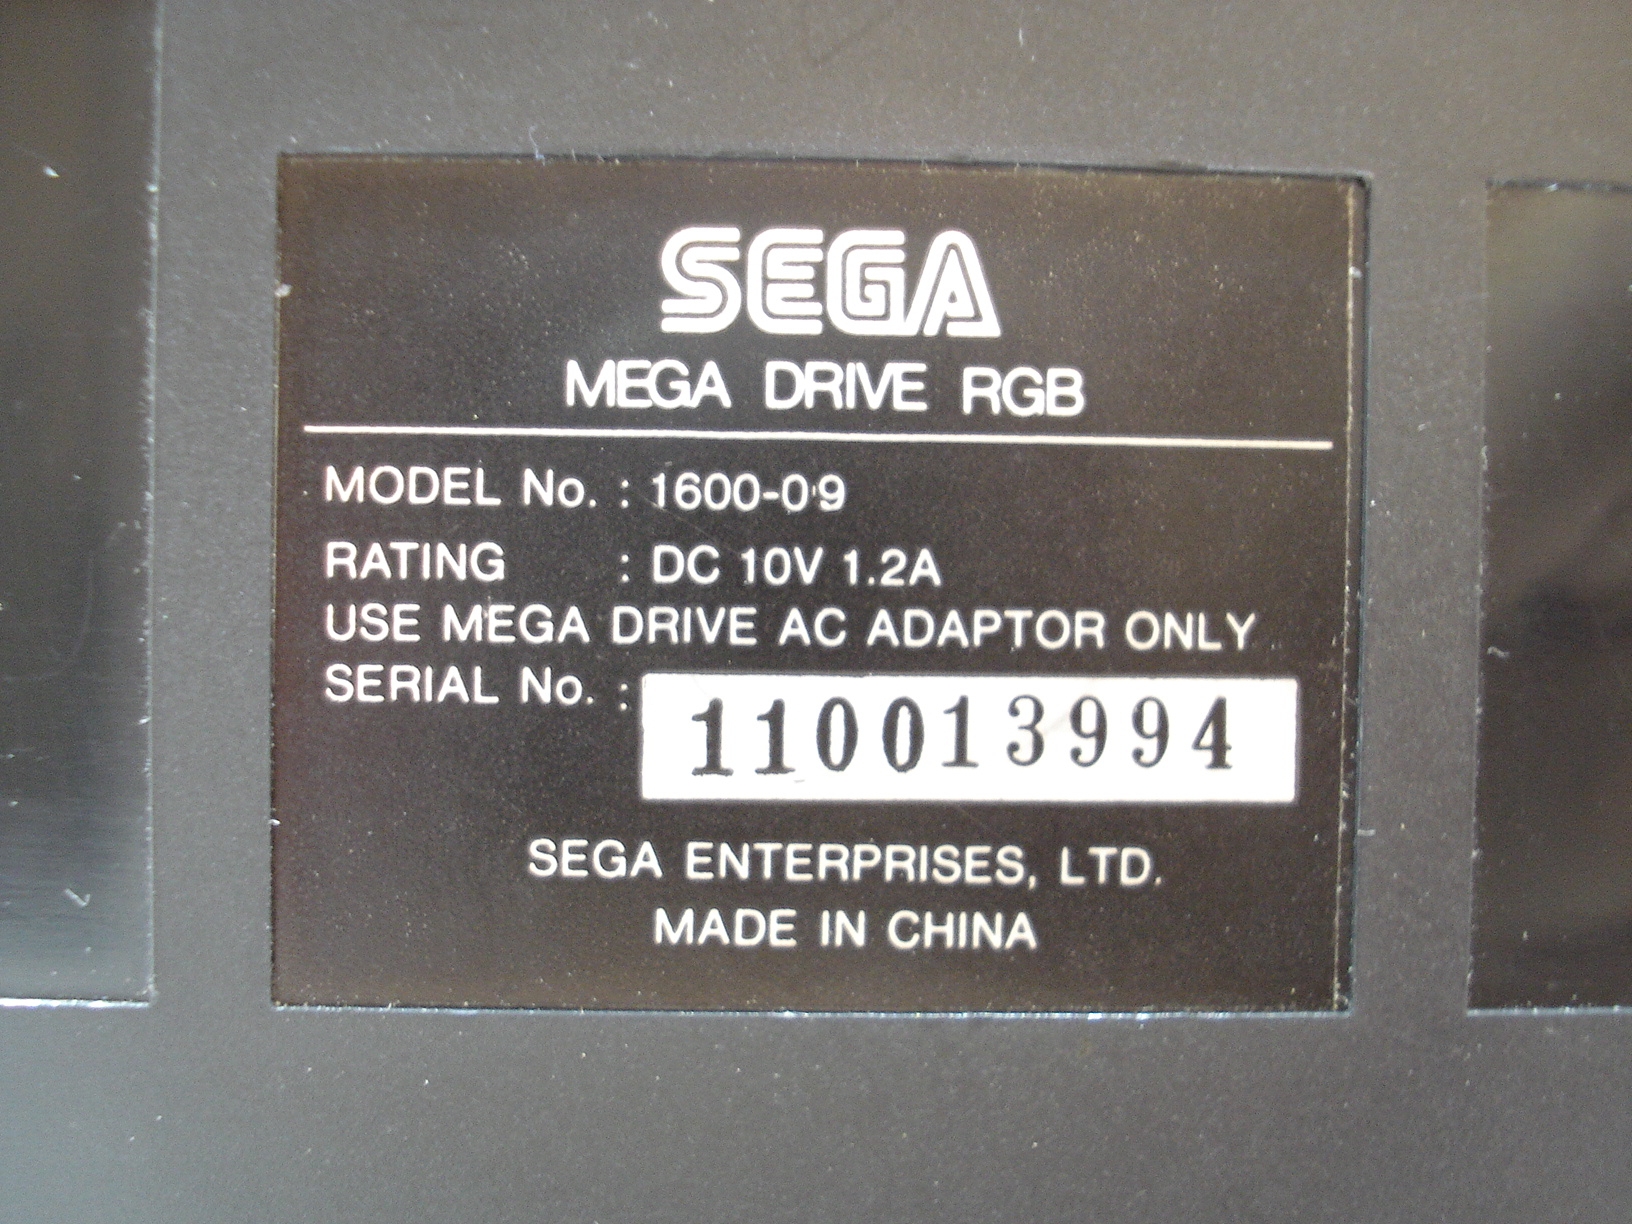 SEGA
MEGA DRIVE RGB
MODEL No. : 1600-09
RATING : DC 10V 1.2A
USE MEGA DRIVE AC ADAPTOR ONLY
SERIAL No. : 110013994
SEGA ENTERPRISES, LTD.
MADE IN CHINA